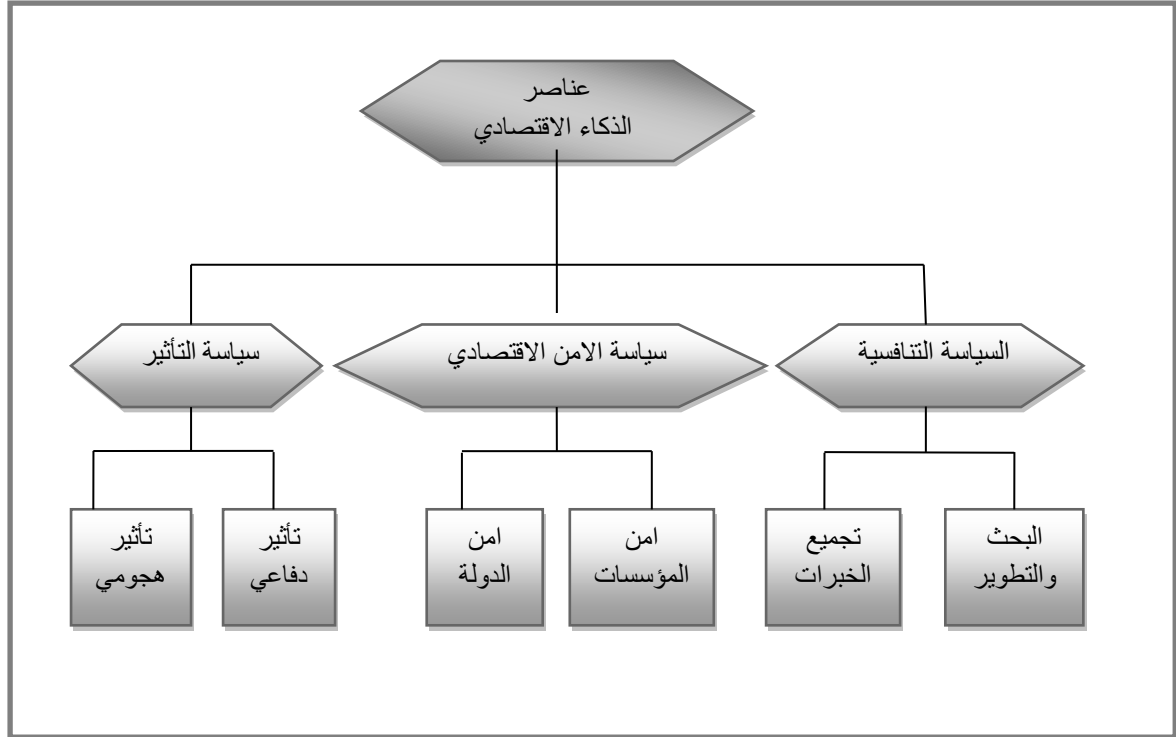 عناصر
الذكاء الاقتصادي
السياسة التنافسية
سياسة الامن الاقتصادي
سياسة التأثير
البحث
والتطوير
تجميع
الخبرات
امن
المؤسسات
امن
الدولة
تأثير
دفاعي
تأثير
هجومي